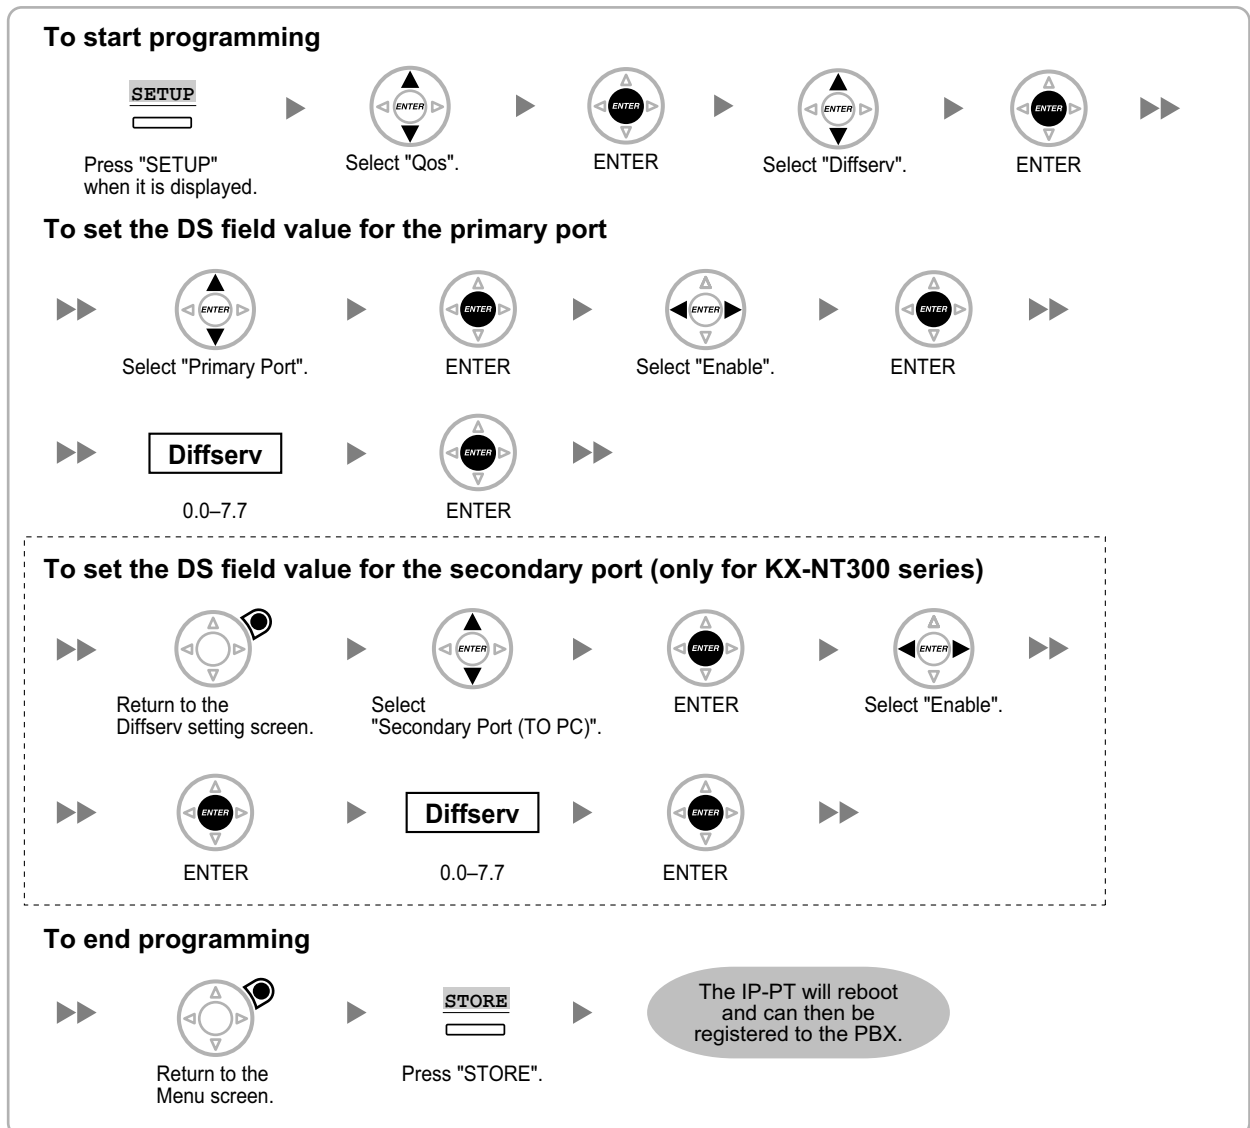 To start programming
SETUP
ENTER
ENTER
ENTER
ENTER
Press "SETUP"
when it is displayed.
Select "Qos".
ENTER
Select "Diffserv".
ENTER
To set the DS field value for the primary port
ENTER
ENTER
ENTER
ENTER
Select "Primary Port".
ENTER
Select "Enable".
ENTER
Diffserv
ENTER
0.0–7.7
ENTER
To set the DS field value for the secondary port (only for KX-NT300 series)
ENTER
ENTER
ENTER
Return to the
Diffserv setting screen.
Select
"Secondary Port (TO PC)".
ENTER
Select "Enable".
ENTER
Diffserv
ENTER
ENTER
0.0–7.7
ENTER
To end programming
STORE
The IP-PT will reboot
and can then be
registered to the PBX.
Return to the
Menu screen.
Press "STORE".